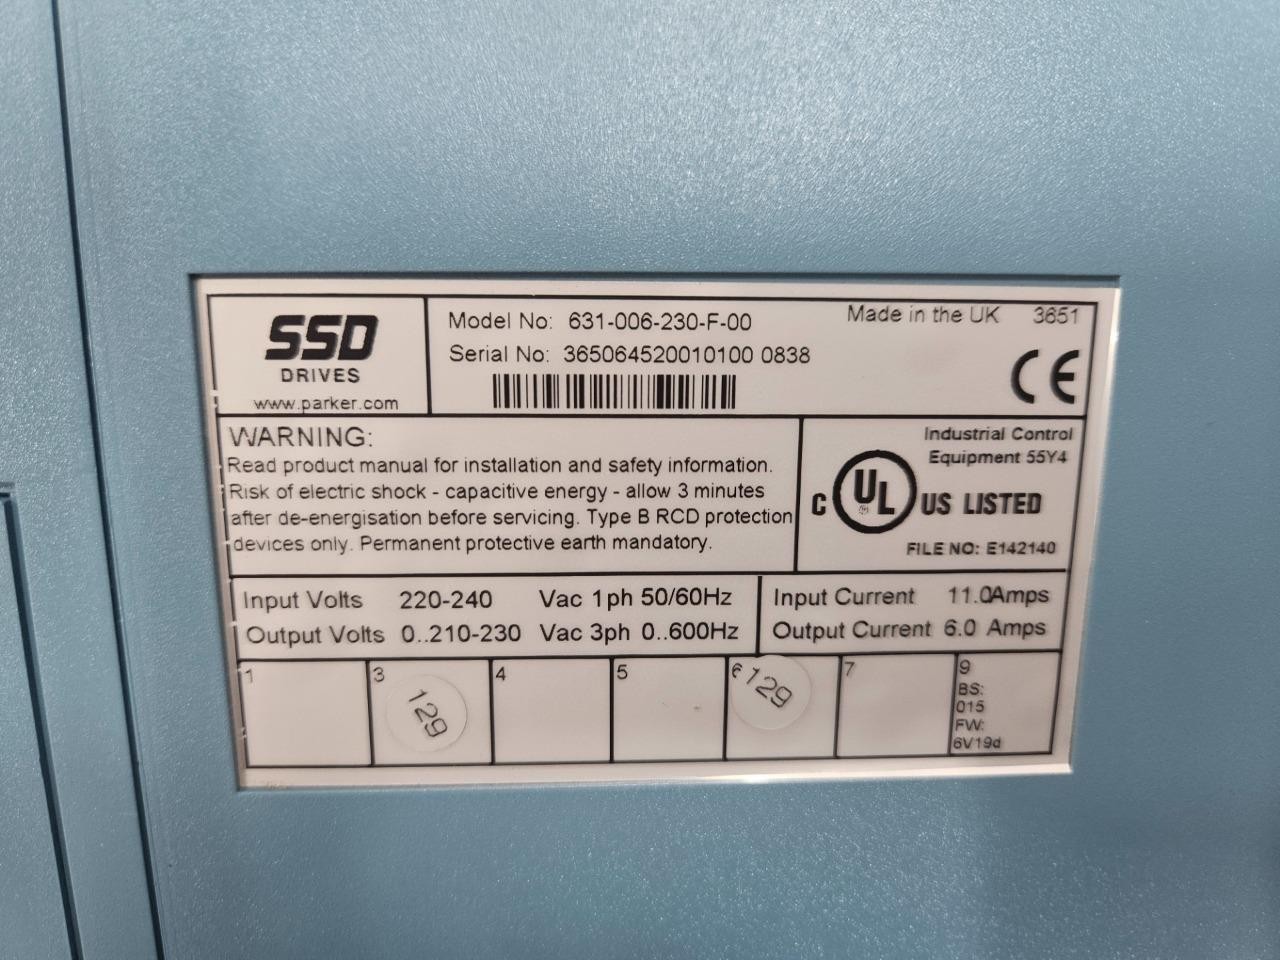 SSD
DRIVES
www.parker.com
Model No: 631-006-230-F-00
Serial No: 365064520010100 0838
Made in the UK 3651
CE
WARNING:
Read product manual for installation and safety information.
Risk of electric shock - capacitive energy - allow 3 minutes
after de-energisation before servicing. Type B RCD protection
devices only. Permanent protective earth mandatory.
Industrial Control
Equipment 55Y4
C UL US LISTED
FILE NO: E142140
Input Volts 220-240 Vac 1ph 50/60Hz
Output Volts 0..210-230 Vac 3ph 0..600Hz
Input Current 11.0Amps
Output Current 6.0 Amps
1
3
129
4
5
6
129
7
9
BS:
015
FW:
6V19d